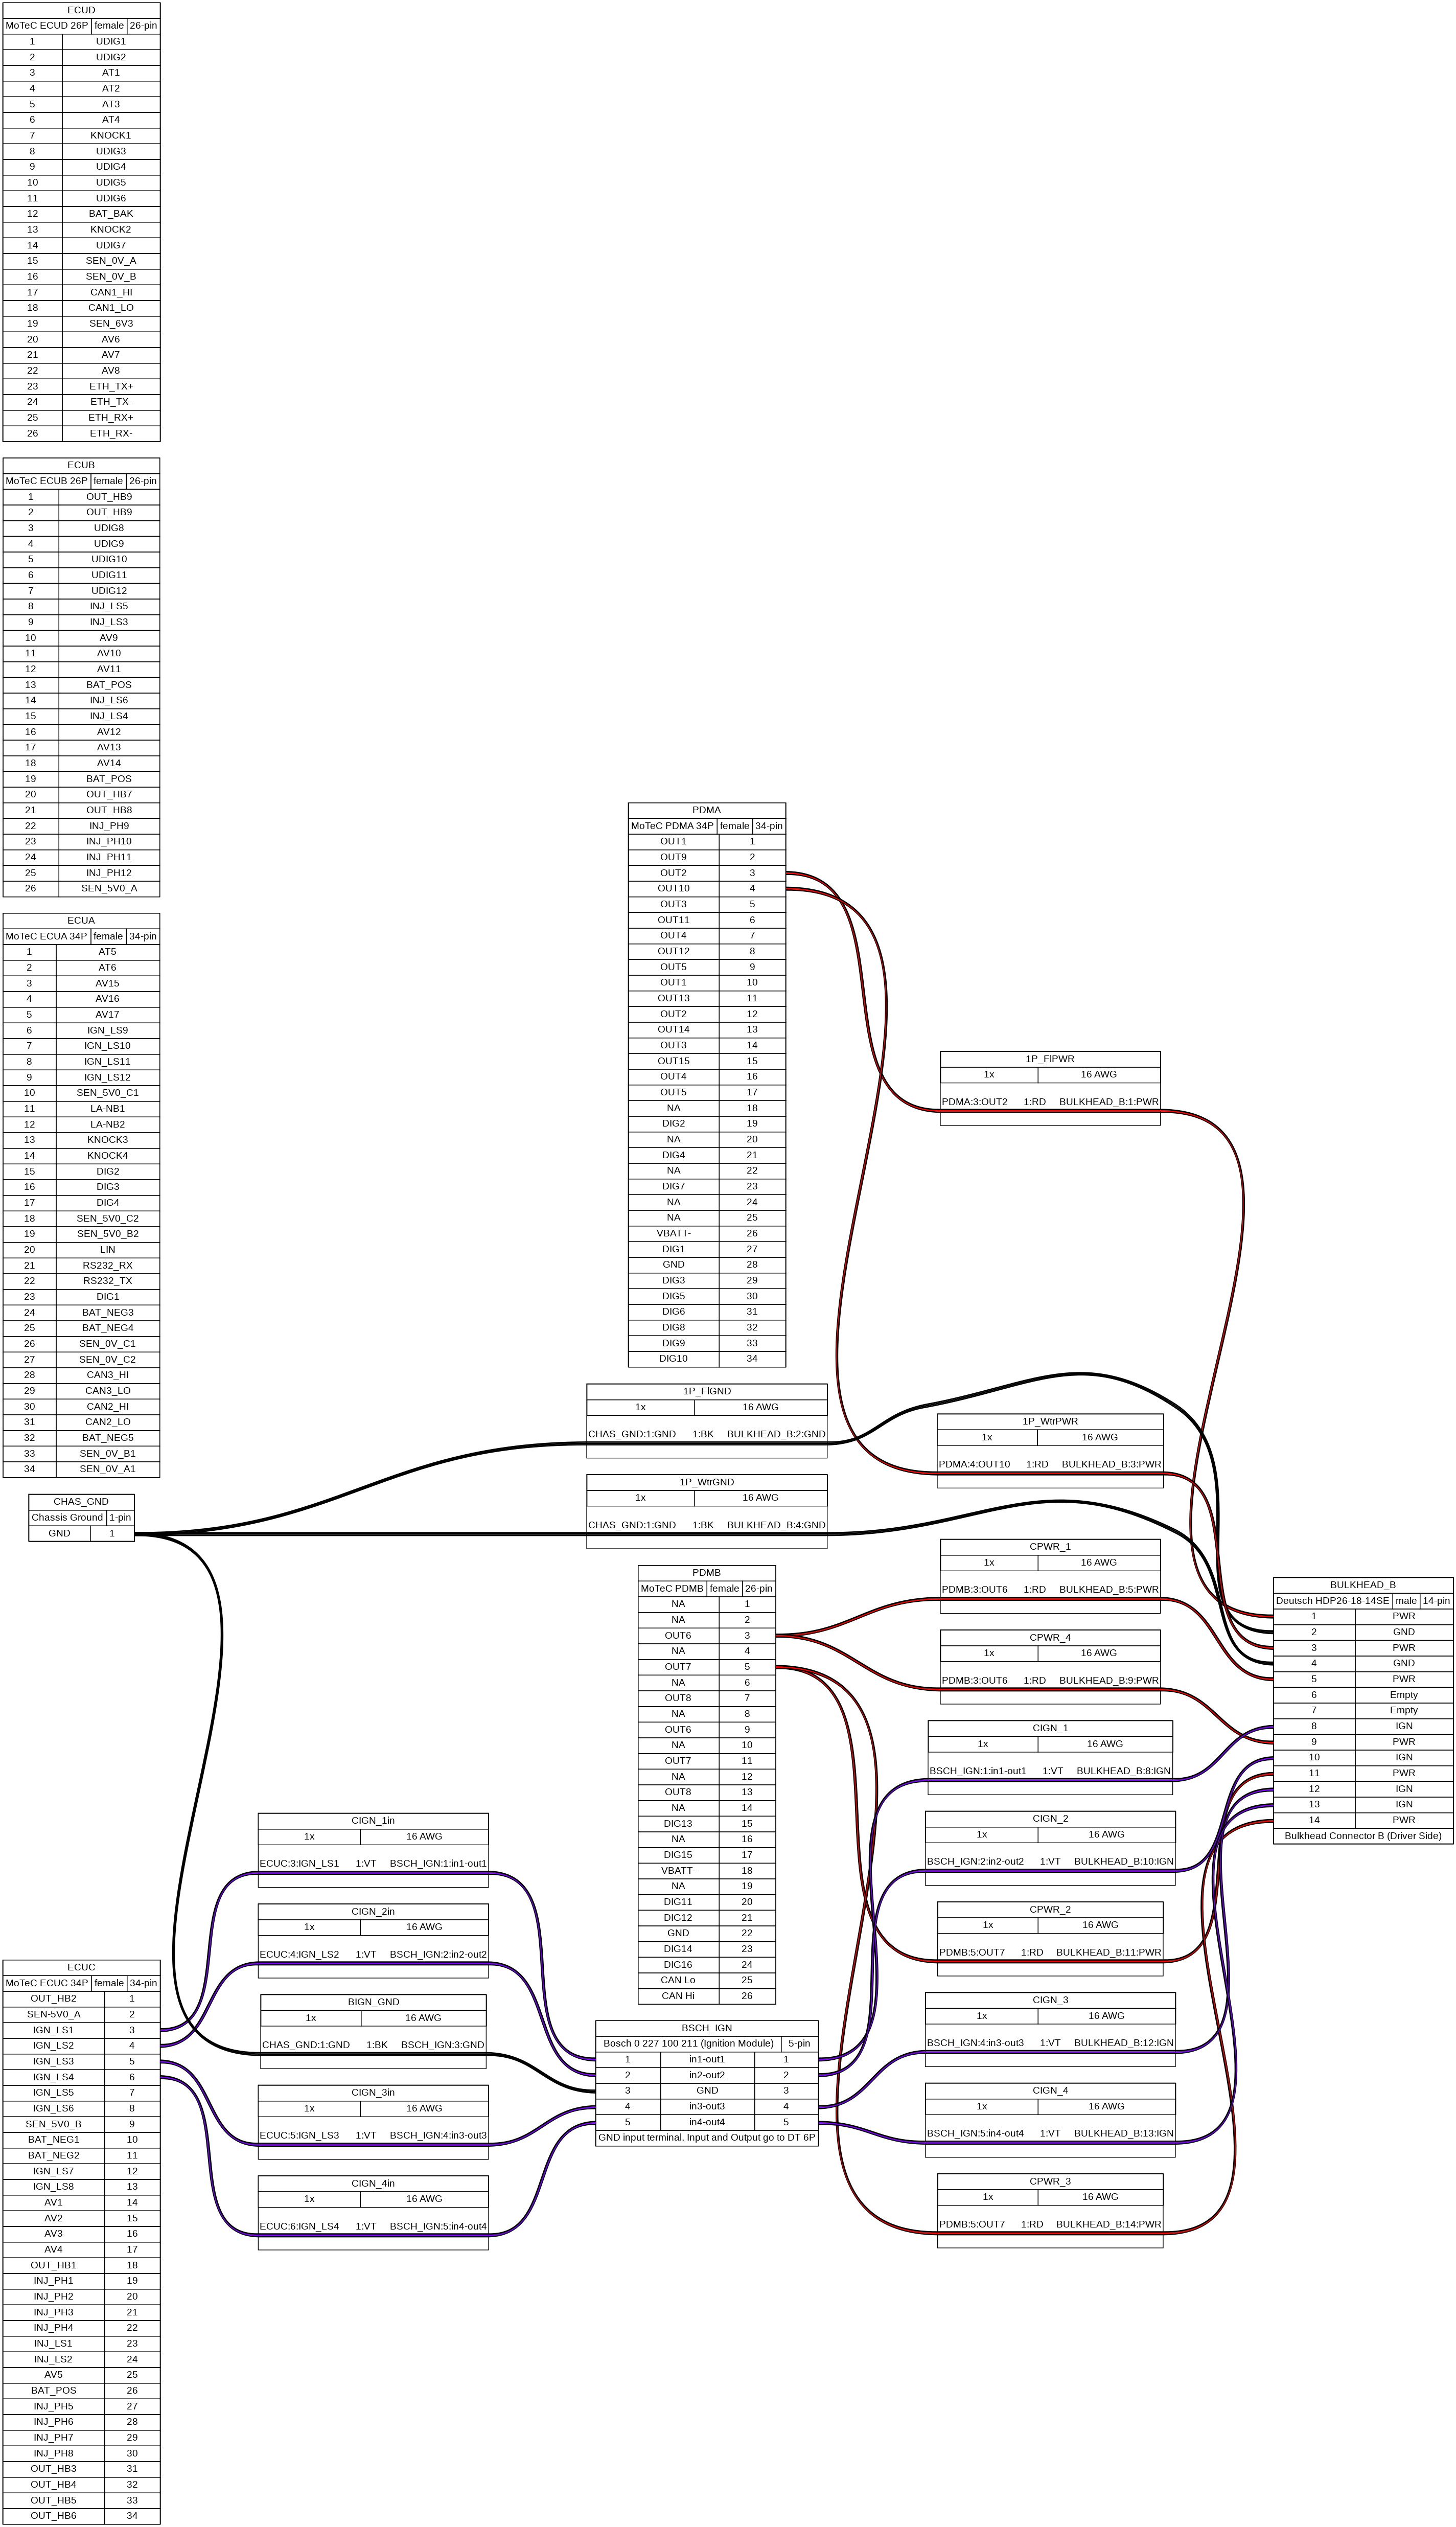 ECUD
MoTeC ECUD 26P female 26-pin
1 UDIG1
2 UDIG2
3 AT1
4 AT2
5 AT3
6 AT4
7 KNOCK1
8 UDIG3
9 UDIG4
10 UDIG5
11 UDIG6
12 BAT_BAK
13 KNOCK2
14 UDIG7
15 SEN_0V_A
16 SEN_0V_B
17 CAN1_HI
18 CAN1_LO
19 SEN_6V3
20 AV6
21 AV7
22 AV8
23 ETH_TX+
24 ETH_TX-
25 ETH_RX+
26 ETH_RX-
ECUB
MoTeC ECUB 26P female 26-pin
1 OUT_HB9
2 OUT_HB9
3 UDIG8
4 UDIG9
5 UDIG10
6 UDIG11
7 UDIG12
8 INJ_LS5
9 INJ_LS3
10 AV9
11 AV10
12 AV11
13 BAT_POS
14 INJ_LS6
15 INJ_LS4
16 AV12
17 AV13
18 AV14
19 BAT_POS
20 OUT_HB7
21 OUT_HB8
22 INJ_PH9
23 INJ_PH10
24 INJ_PH11
25 INJ_PH12
26 SEN_5V0_A
ECUA
MoTeC ECUA 34P female 34-pin
1 AT5
2 AT6
3 AV15
4 AV16
5 AV17
6 IGN_LS9
7 IGN_LS10
8 IGN_LS11
9 IGN_LS12
10 SEN_5V0_C1
11 LA-NB1
12 LA-NB2
13 KNOCK3
14 KNOCK4
15 DIG2
16 DIG3
17 DIG4
18 SEN_5V0_C2
19 SEN_5V0_B2
20 LIN
21 RS232_RX
22 RS232_TX
23 DIG1
24 BAT_NEG3
25 BAT_NEG4
26 SEN_0V_C1
27 SEN_0V_C2
28 CAN3_HI
29 CAN3_LO
30 CAN2_HI
31 CAN2_LO
32 BAT_NEG5
33 SEN_0V_B1
34 SEN_0V_A1
CHAS_GND
Chassis Ground 1-pin
GND 1
ECUC
MoTeC ECUC 34P female 34-pin
OUT_HB2 1
SEN-5V0_A 2
IGN_LS1 3
IGN_LS2 4
IGN_LS3 5
IGN_LS4 6
IGN_LS5 7
IGN_LS6 8
SEN_5V0_B 9
BAT_NEG1 10
BAT_NEG2 11
IGN_LS7 12
IGN_LS8 13
AV1 14
AV2 15
AV3 16
AV4 17
OUT_HB1 18
INJ_PH1 19
INJ_PH2 20
INJ_PH3 21
INJ_PH4 22
INJ_LS1 23
INJ_LS2 24
AV5 25
BAT_POS 26
INJ_PH5 27
INJ_PH6 28
INJ_PH7 29
INJ_PH8 30
OUT_HB3 31
OUT_HB4 32
OUT_HB5 33
OUT_HB6 34
CIGN_1in
1x 16 AWG
ECUC:3:IGN_LS1 1:VT BSCH_IGN:1:in1-out1
CIGN_2in
1x 16 AWG
ECUC:4:IGN_LS2 1:VT BSCH_IGN:2:in2-out2
BIGN_GND
1x 16 AWG
CHAS_GND:1:GND 1:BK BSCH_IGN:3:GND
CIGN_3in
1x 16 AWG
ECUC:5:IGN_LS3 1:VT BSCH_IGN:4:in3-out3
CIGN_4in
1x 16 AWG
ECUC:6:IGN_LS4 1:VT BSCH_IGN:5:in4-out4
PDMA
MoTeC PDMA 34P female 34-pin
OUT1 1
OUT9 2
OUT2 3
OUT10 4
OUT3 5
OUT11 6
OUT4 7
OUT12 8
OUT5 9
OUT1 10
OUT13 11
OUT2 12
OUT14 13
OUT3 14
OUT15 15
OUT4 16
OUT5 17
NA 18
DIG2 19
NA 20
DIG4 21
NA 22
DIG7 23
NA 24
NA 25
VBATT- 26
DIG1 27
GND 28
DIG3 29
DIG5 30
DIG6 31
DIG8 32
DIG9 33
DIG10 34
1P_FlGND
1x 16 AWG
CHAS_GND:1:GND 1:BK BULKHEAD_B:2:GND
1P_WtrGND
1x 16 AWG
CHAS_GND:1:GND 1:BK BULKHEAD_B:4:GND
PDMB
MoTeC PDMB female 26-pin
NA 1
NA 2
OUT6 3
NA 4
OUT7 5
NA 6
OUT8 7
NA 8
OUT6 9
NA 10
OUT7 11
NA 12
OUT8 13
NA 14
DIG13 15
NA 16
DIG15 17
VBATT- 18
NA 19
DIG11 20
DIG12 21
GND 22
DIG14 23
DIG16 24
CAN Lo 25
CAN Hi 26
BSCH_IGN
Bosch 0 227 100 211 (Ignition Module) 5-pin
1 in1-out1 1
2 in2-out2 2
3 GND 3
4 in3-out3 4
5 in4-out4 5
GND input terminal, Input and Output go to DT 6P
1P_FlPWR
1x 16 AWG
PDMA:3:OUT2 1:RD BULKHEAD_B:1:PWR
1P_WtrPWR
1x 16 AWG
PDMA:4:OUT10 1:RD BULKHEAD_B:3:PWR
CPWR_1
1x 16 AWG
PDMB:3:OUT6 1:RD BULKHEAD_B:5:PWR
CPWR_4
1x 16 AWG
PDMB:3:OUT6 1:RD BULKHEAD_B:9:PWR
CIGN_1
1x 16 AWG
BSCH_IGN:1:in1-out1 1:VT BULKHEAD_B:8:IGN
CIGN_2
1x 16 AWG
BSCH_IGN:2:in2-out2 1:VT BULKHEAD_B:10:IGN
CPWR_2
1x 16 AWG
PDMB:5:OUT7 1:RD BULKHEAD_B:11:PWR
CIGN_3
1x 16 AWG
BSCH_IGN:4:in3-out3 1:VT BULKHEAD_B:12:IGN
CIGN_4
1x 16 AWG
BSCH_IGN:5:in4-out4 1:VT BULKHEAD_B:13:IGN
CPWR_3
1x 16 AWG
PDMB:5:OUT7 1:RD BULKHEAD_B:14:PWR
BULKHEAD_B
Deutsch HDP26-18-14SE male 14-pin
1 PWR
2 GND
3 PWR
4 GND
5 PWR
6 Empty
7 Empty
8 IGN
9 PWR
10 IGN
11 PWR
12 IGN
13 IGN
14 PWR
Bulkhead Connector B (Driver Side)